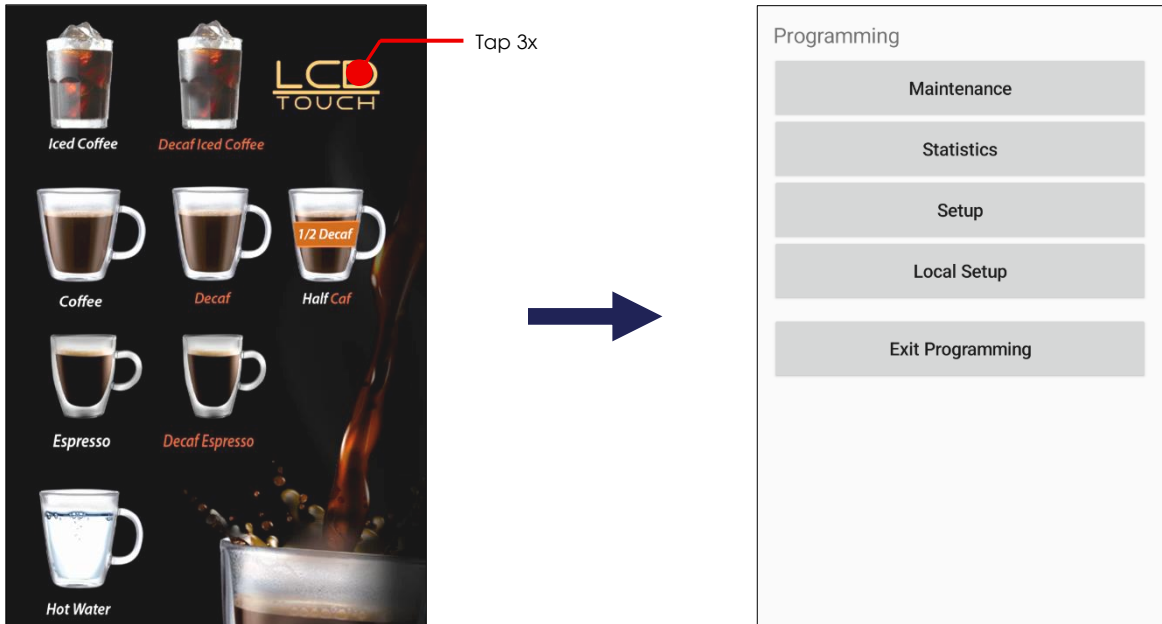 Tap 3x
LCD
TOUCH
Iced Coffee
Decaf Iced Coffee
1/2 Decaf
Coffee
Decaf
Half Caf
Espresso
Decaf Espresso
Hot Water
Programming
Maintenance
Statistics
Setup
Local Setup
Exit Programming